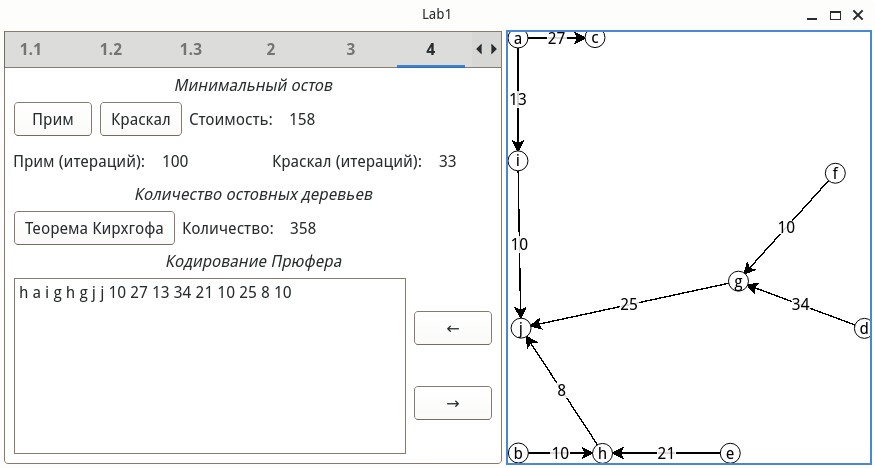 Lab1
1.1 1.2 1.3 2 3 4
Минимальный остов
Прим Краскал Стоимость: 158
Прим (итераций): 100 Краскал (итераций): 33
Количество остовных деревьев
Теорема Кирхгофа Количество: 358
Кодирование Прюфера
h a i g h g j j 10 27 13 34 21 10 25 8 10
←
→
a 27 c
13
i
f
10
10
g
25
34
j
d
8
b 10 h 21 e